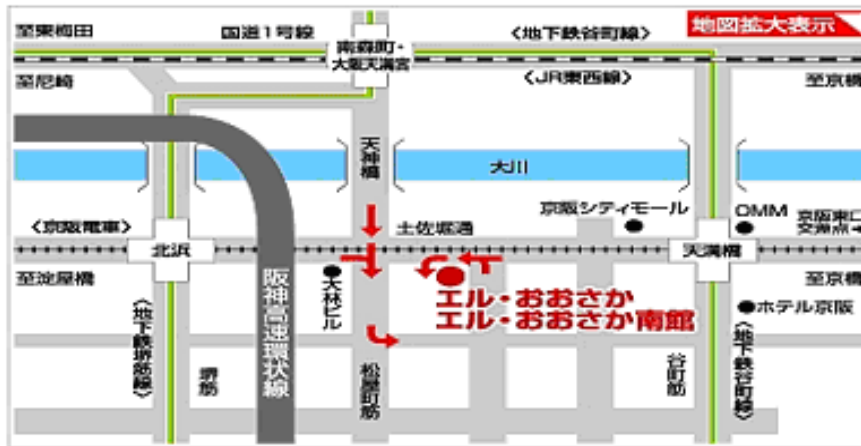 至東梅田
国道1号線
〈地下鉄谷町線〉
地図拡大表示
南森町・
大阪天満宮
至尼崎
〈JR東西線〉
至京橋
天神橋
大川
〈京阪電車〉
土佐堀通
京阪シティモール
OMM
京阪東口
交差点
北浜
天満橋
至淀屋橋
大林ビル
至京橋
エル・おおさか
エル・おおさか南館
ホテル京阪
〈地下鉄堺筋線〉
堺筋
阪神高速環状線
松屋町筋
谷町筋
〈地下鉄谷町線〉